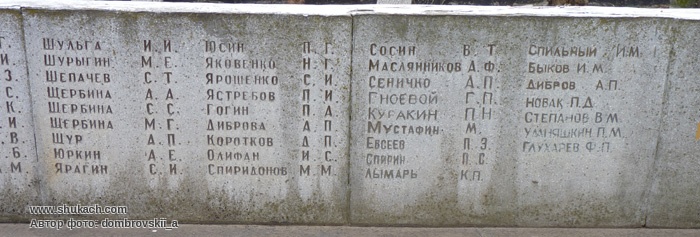 Г.
И.
З.
С.
К.
И.
В.
Б.
М.
ШУЛЬГА И.И.
ШУРЫГИН М.Е.
ШЕПАЧЕВ С.Т.
ЩЕРБИНА А.А.
ЩЕРБИНА С.С.
ЩЕРБИНА М.Г.
ЩУР А.П.
ЮРКИН А.Е.
ЯРАГИН С.И.
ЮСИН П.Г.
ЯКОВЕНКО Н.Г.
ЯРОШЕНКО С.И.
ЯСТРЕБОВ П.И.
ГОГИН П.А.
ДИБРОВА А.П.
КОРОТКОВ Д.П.
ОЛИФАН И.С.
СПИРИДОНОВ М.М.
СОСИН В.Т.
МАСЛЯННИКОВ Д.Ф.
СЕНИЧКО А.П.
ГНОЕВОЙ Г.П.
КУРАКИН П.Н
МУСТАФИН М.
ЕВСЕЕВ П.З.
СПИРИН П.С.
ЛЫМАРЬ К.П.
СПИЛЬНЫЙ И.М.
БЫКОВ И.М.
ДИБРОВ А.П.
НОВАК П.Д.
СТЕПАНОВ В.М.
УЛАНЯШКИН П.М.
ГЛУХАРЕВ Ф.П.
www.shukach.com
Автор фото: dombrovskii_a